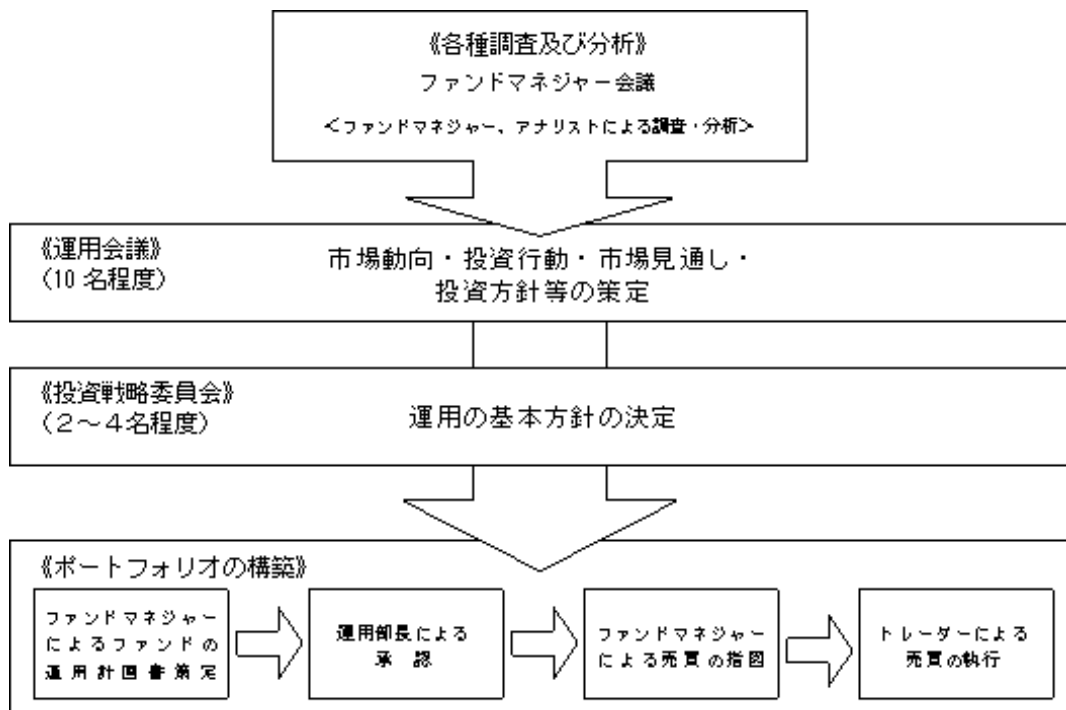 《各種調査及び分析》
ファンドマネジャー会議
＜ファンドマネジャー、アナリストによる調査・分析＞
《運用会議》
（10 名程度）
市場動向・投資行動・市場見通し・
投資方針等の策定
《投資戦略委員会》
（２～４名程度）
運用の基本方針の決定
《ポートフォリオの構築》
ファンドマネジャー
によるファンドの
運用計画書策定
運用部長による
承認
ファンドマネジャー
による売買の指図
トレーダーによる
売買の執行